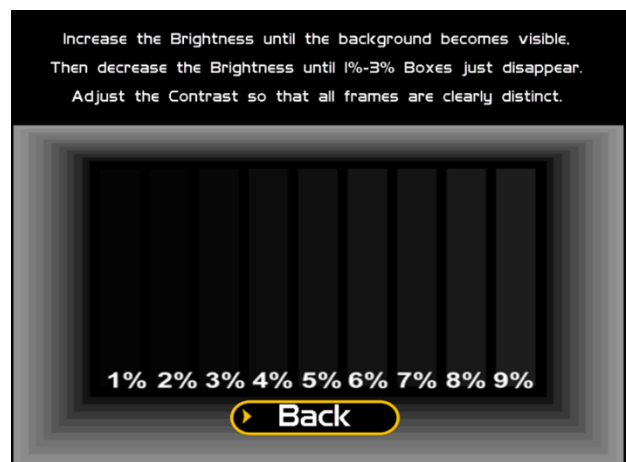 Increase the Brightness until the background becomes visible,
Then decrease the Brightness until 1%-3% Boxes just disappear.
Adjust the Contrast so that all frames are clearly distinct.
1% 2% 3% 4% 5% 6% 7% 8% 9%
Back